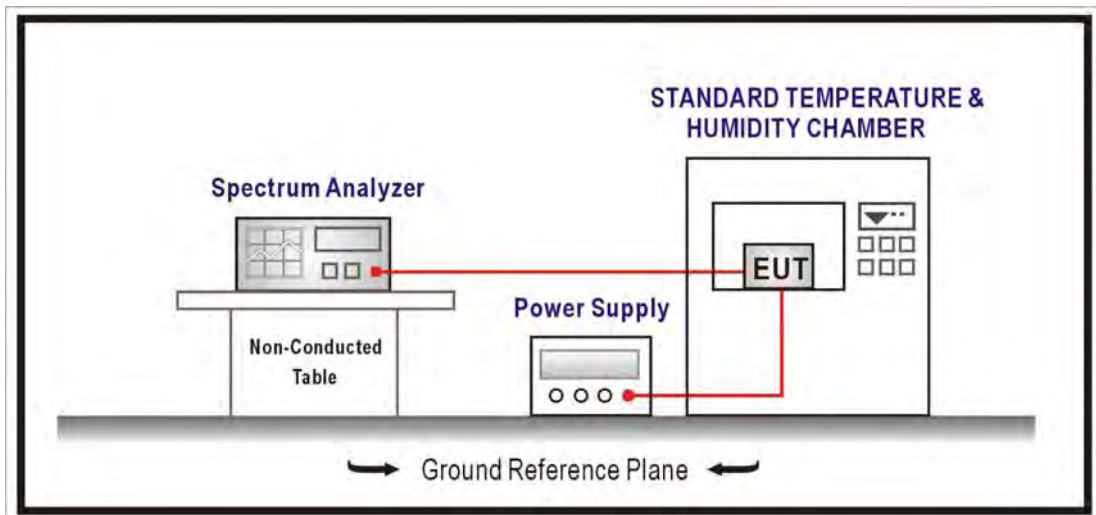 STANDARD TEMPERATURE &
HUMIDITY CHAMBER
Spectrum Analyzer
EUT
Power Supply
Non-Conducted
Table
Ground Reference Plane